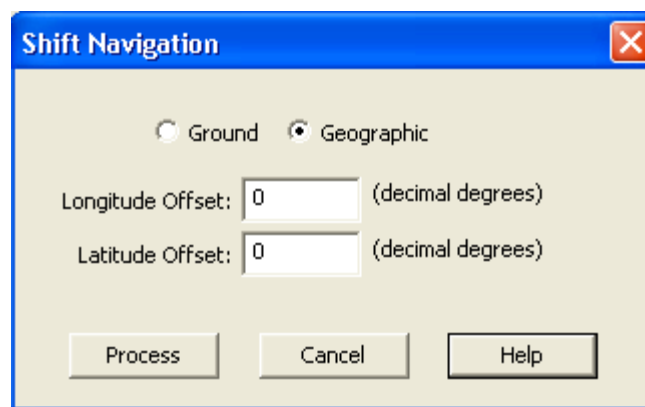 Shift Navigation
Ground Geographic
Longitude Offset: 0 (decimal degrees)
Latitude Offset: 0 (decimal degrees)
Process Cancel Help